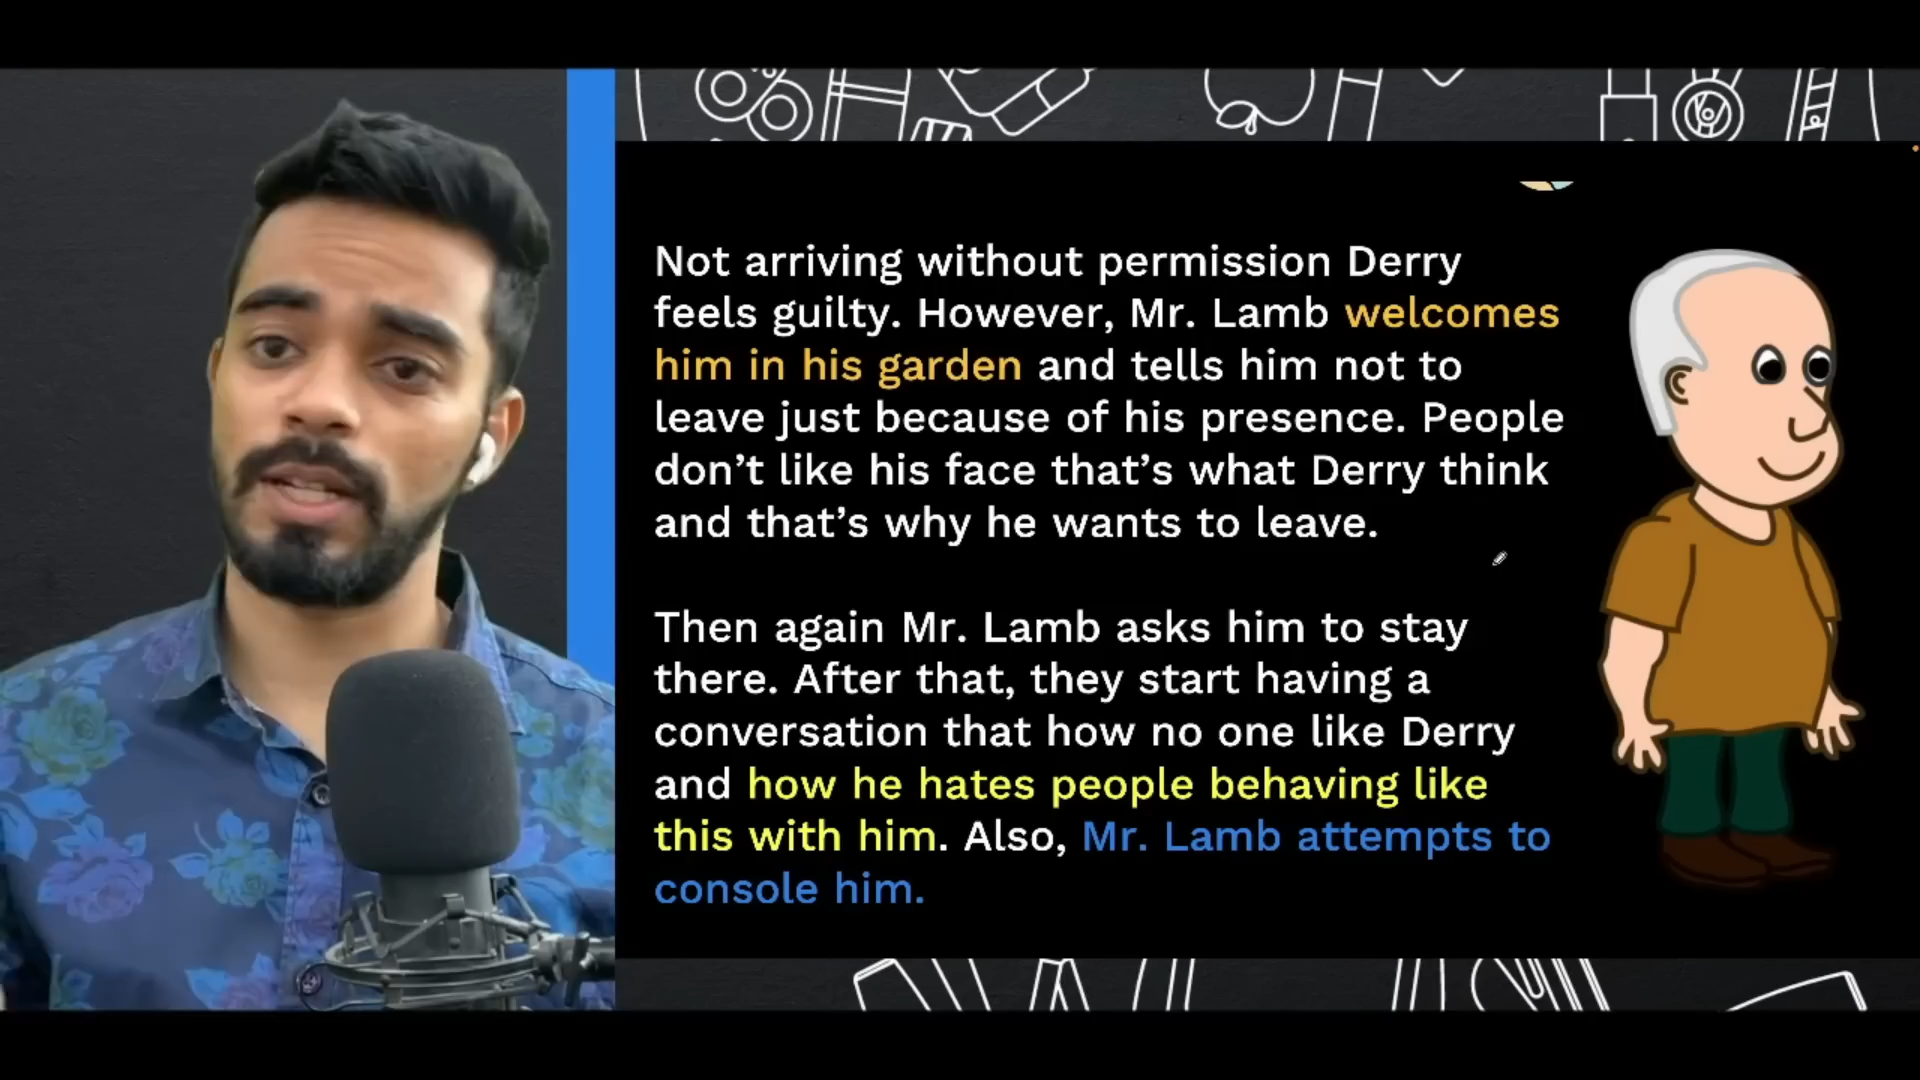 Not arriving without permission Derry
feels guilty. However, Mr. Lamb welcomes
him in his garden and tells him not to
leave just because of his presence. People
don't like his face that's what Derry think
and that's why he wants to leave.
Then again Mr. Lamb asks him to stay
there. After that, they start having a
conversation that how no one like Derry
and how he hates people behaving like
this with him. Also, Mr. Lamb attempts to
console him.